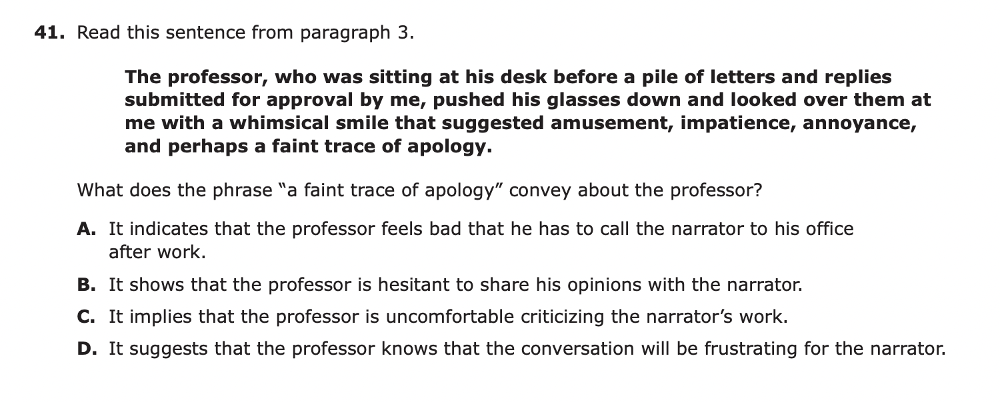 41. Read this sentence from paragraph 3.
The professor, who was sitting at his desk before a pile of letters and replies
submitted for approval by me, pushed his glasses down and looked over them at
me with a whimsical smile that suggested amusement, impatience, annoyance,
and perhaps a faint trace of apology.
What does the phrase “a faint trace of apology” convey about the professor?
A. It indicates that the professor feels bad that he has to call the narrator to his office
after work.
B. It shows that the professor is hesitant to share his opinions with the narrator.
C. It implies that the professor is uncomfortable criticizing the narrator’s work.
D. It suggests that the professor knows that the conversation will be frustrating for the narrator.